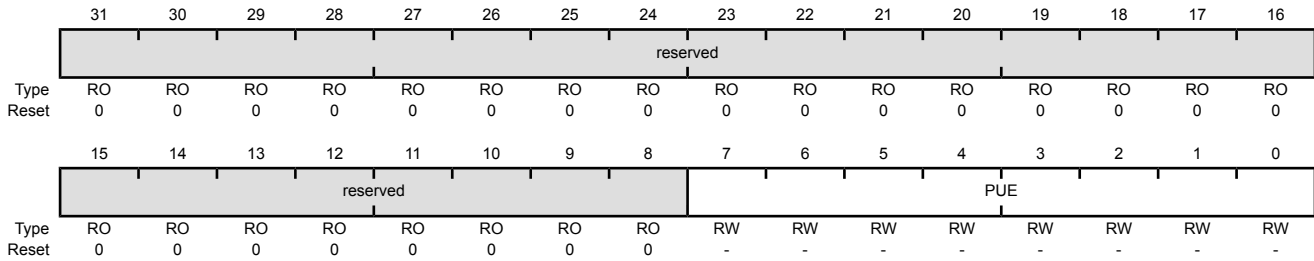 31 30 29 28 27 26 25 24 23 22 21 20 19 18 17 16
reserved
Type RO RO RO RO RO RO RO RO RO RO RO RO RO RO RO RO
Reset 0 0 0 0 0 0 0 0 0 0 0 0 0 0 0 0
15 14 13 12 11 10 9 8 7 6 5 4 3 2 1 0
reserved PUE
Type RO RO RO RO RO RO RO RO RW RW RW RW RW RW RW RW
Reset 0 0 0 0 0 0 0 0 - - - - - - - -